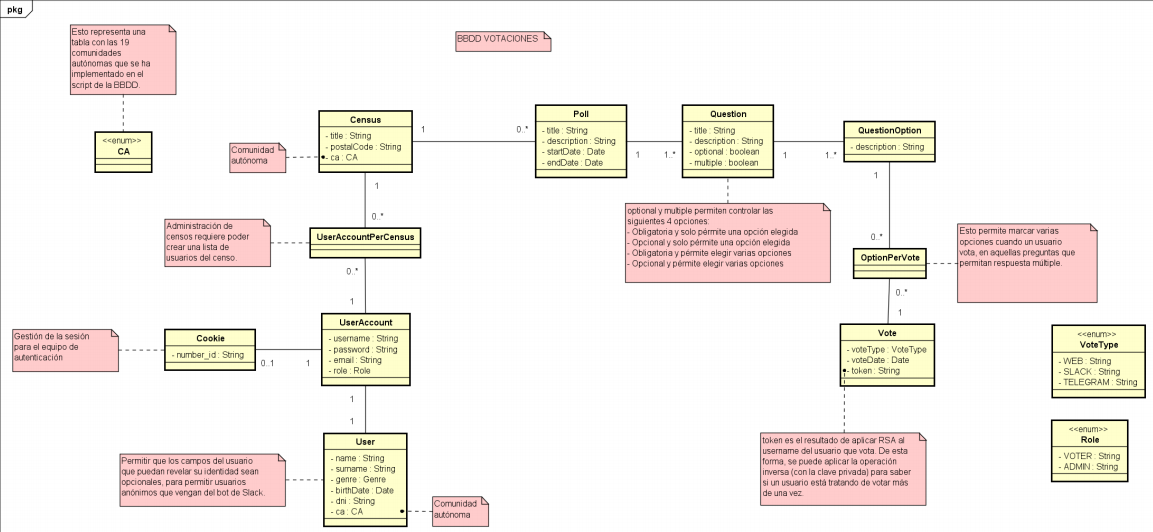 pkg
Esto representa una
tabla con las 19
comunidades
autónomas que se ha
implementado en el
script de la BBDD.
BBDD VOTACIONES
<<enum>>
CA
Comunidad
autónoma
Census
- title : String
- postalCode : String
- ca : CA
1
0..*
Poll
- title : String
- description : String
- startDate : Date
- endDate : Date
1
1..*
Question
- title : String
- description : String
- optional : boolean
- multiple : boolean
1
1..*
QuestionOption
- description : String
1
0..*
Administración de
censos requiere poder
crear una lista de
usuarios del censo.
UserAccountPerCensus
0..*
1
optional y multiple permiten controlar las
siguientes 4 opciones:
- Obligatoria y solo pérmite una opción elegida
- Opcional y solo pérmite una opción elegida
- Obligatoria y pérmite elegir varias opciones
- Opcional y pérmite elegir varias opciones
1
0..*
OptionPerVote
0..*
1
Esto permite marcar varias
opciones cuando un usuario
vota, en aquellas preguntas que
permitan respuesta múltiple.
Gestión de la sesión
para el equipo de
autenticación
Cookie
- number_id : String
0..1
1
UserAccount
- username : String
- password : String
- email : String
- role : Role
1
1
Vote
- voteType : VoteType
- voteDate : Date
- token : String
<<enum>>
VoteType
- WEB : String
- SLACK : String
- TELEGRAM : String
<<enum>>
Role
- VOTER : String
- ADMIN : String
Permitir que los campos del usuario
que puedan revelar su identidad sean
opcionales, para permitir usuarios
anónimos que vengan del bot de Slack.
User
- name : String
- surname : String
- genre : Genre
- birthDate : Date
- dni : String
- ca : CA
Comunidad
autónoma
token es el resultado de aplicar RSA al
username del usuario que vota. De esta
forma, se puede aplicar la operación
inversa (con la clave privada) para saber
si un usuario está tratando de votar más
de una vez.